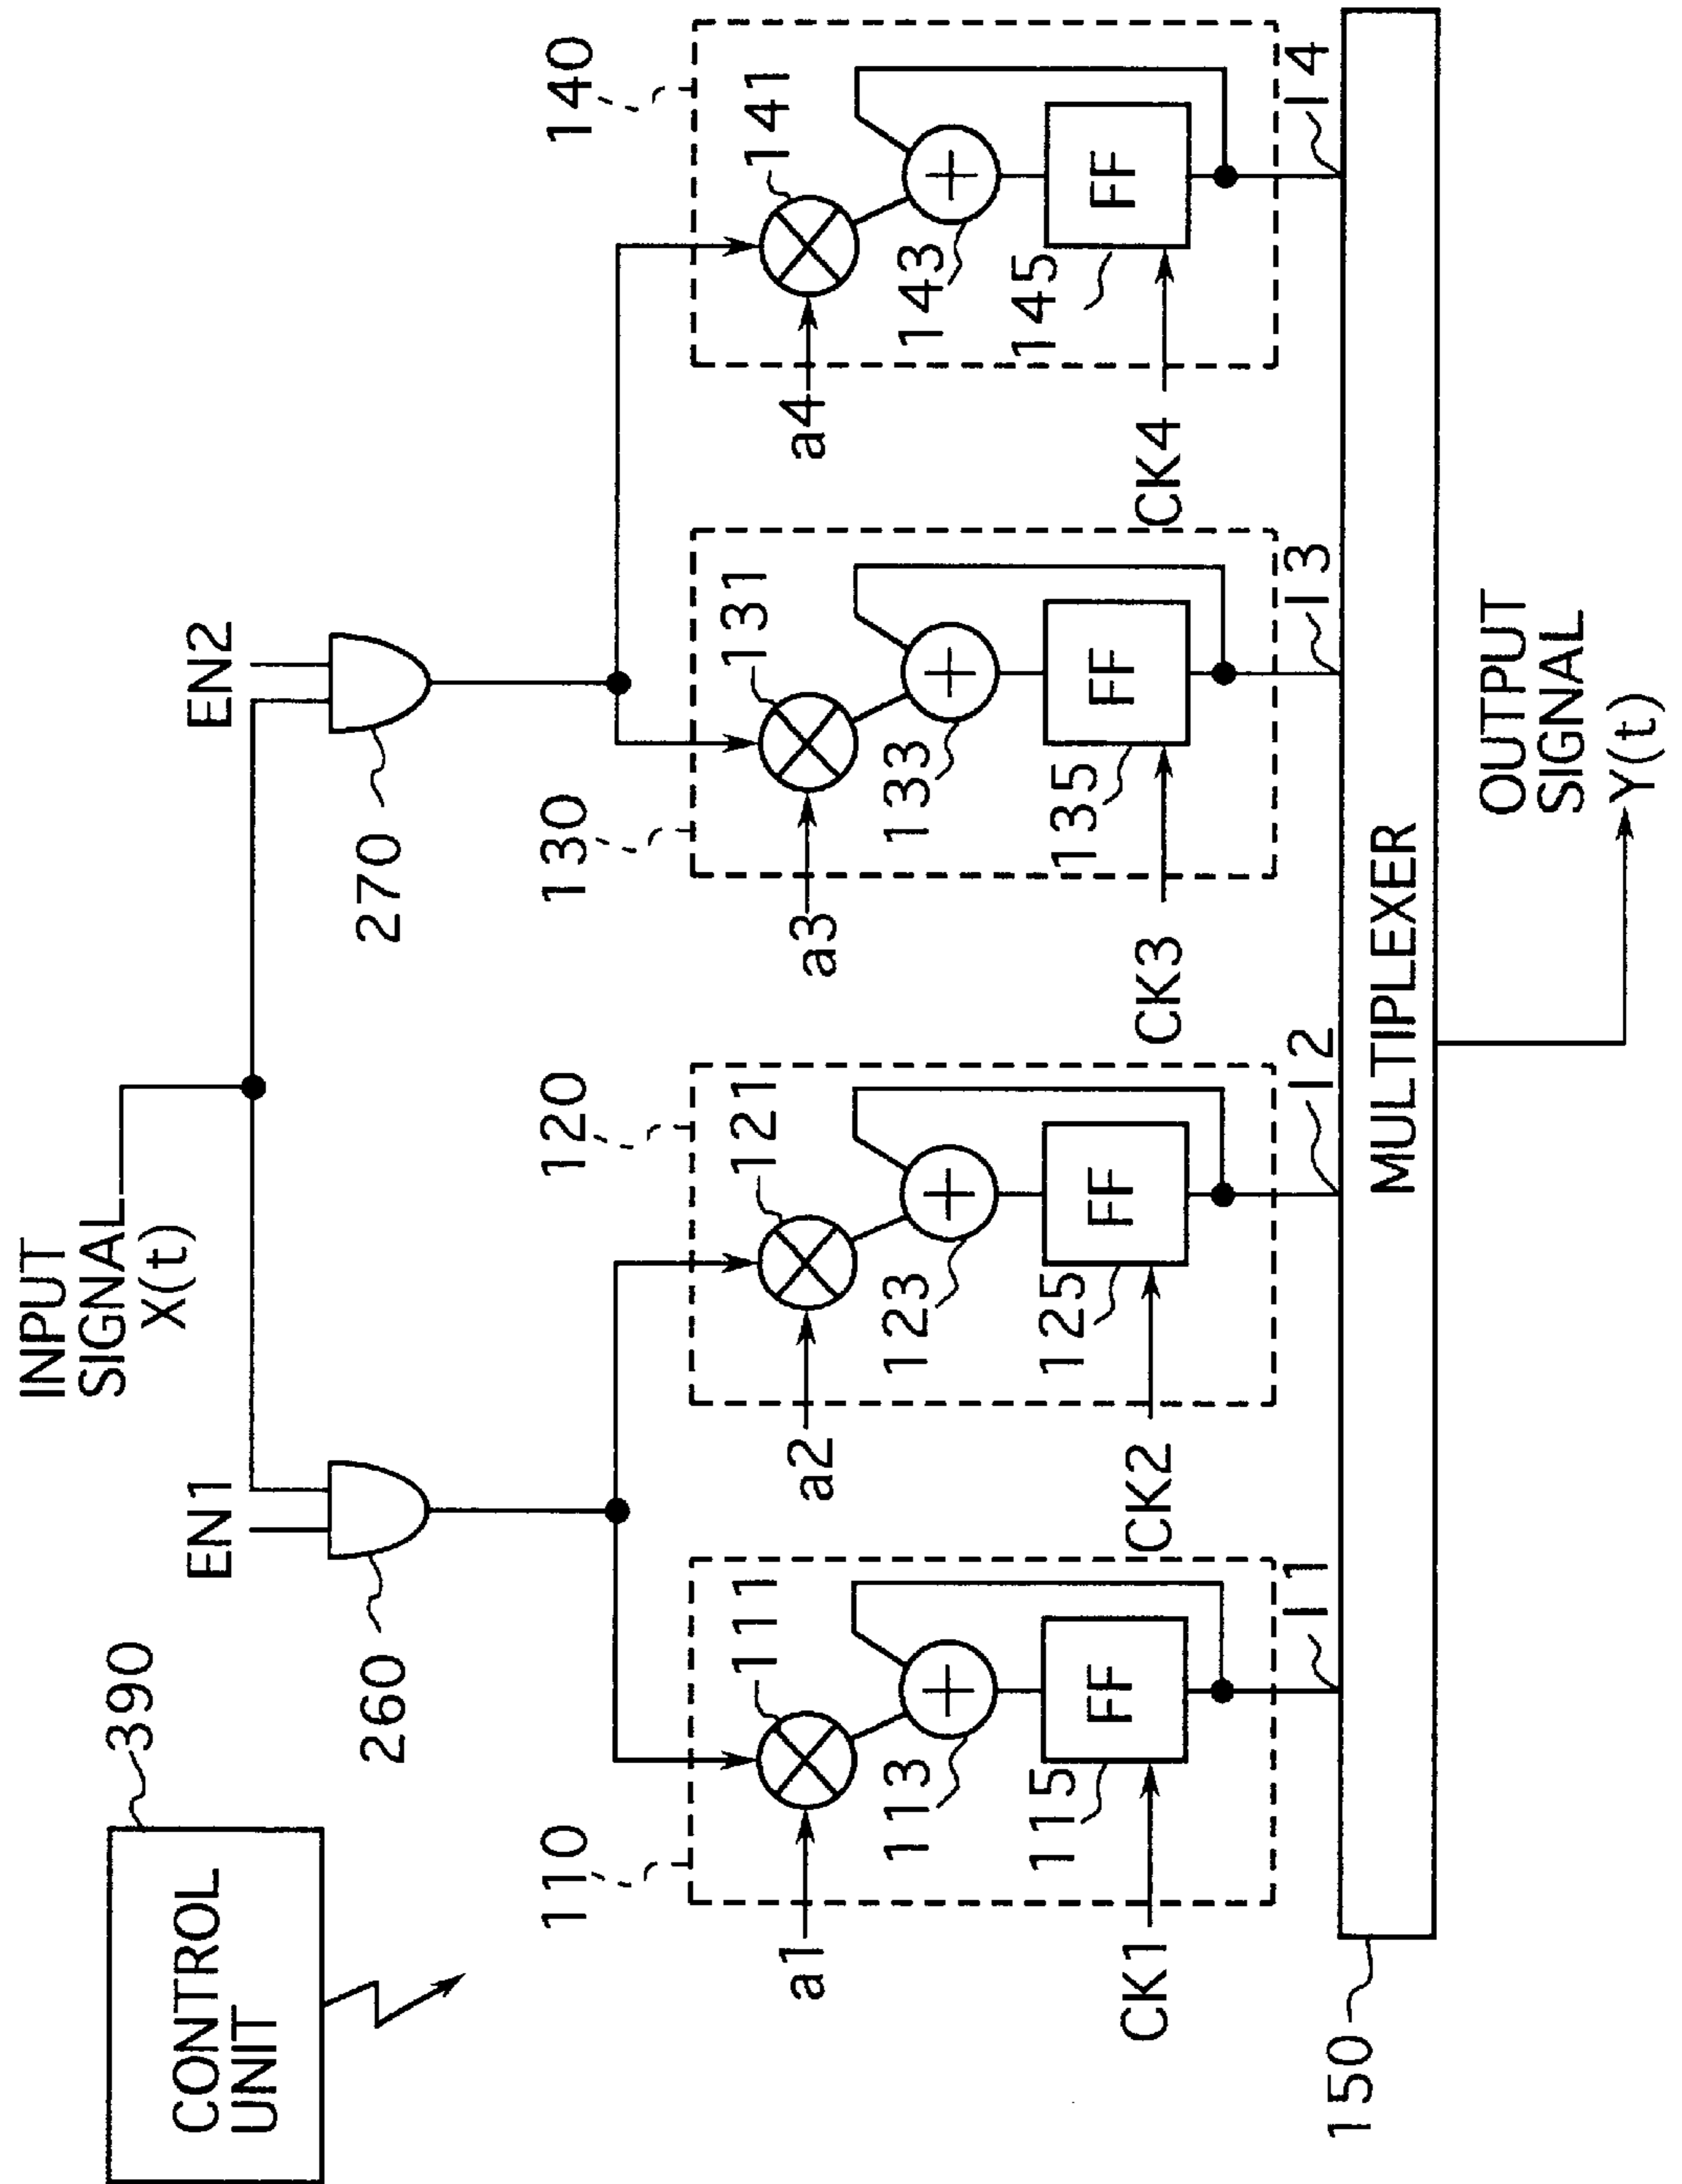 CONTROL
UNIT
390
INPUT
SIGNAL
X(t)
EN1
EN2
260
270
110
120
130
140
111
121
131
141
a1
a2
a3
a4
113
123
133
143
115
125
135
145
FF
FF
FF
FF
CK1
CK2
CK3
CK4
I1
I2
I3
I4
150
MULTIPLEXER
OUTPUT
SIGNAL
Y(t)